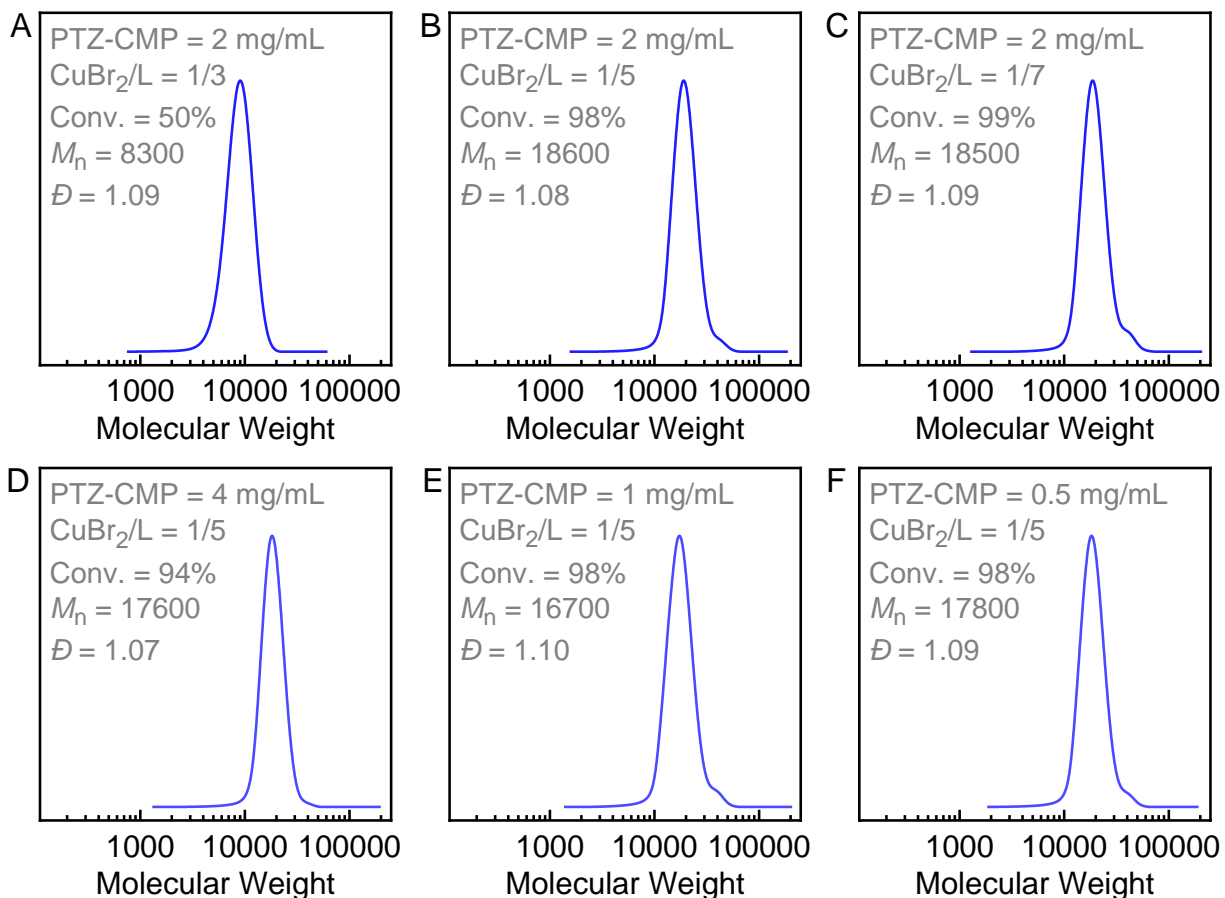 A
PTZ-CMP = 2 mg/mL
CuBr₂/L = 1/3
Conv. = 50%
Mₙ = 8300
Đ = 1.09
1000 10000 100000
Molecular Weight
B
PTZ-CMP = 2 mg/mL
CuBr₂/L = 1/5
Conv. = 98%
Mₙ = 18600
Đ = 1.08
1000 10000 100000
Molecular Weight
C
PTZ-CMP = 2 mg/mL
CuBr₂/L = 1/7
Conv. = 99%
Mₙ = 18500
Đ = 1.09
1000 10000 100000
Molecular Weight
D
PTZ-CMP = 4 mg/mL
CuBr₂/L = 1/5
Conv. = 94%
Mₙ = 17600
Đ = 1.07
1000 10000 100000
Molecular Weight
E
PTZ-CMP = 1 mg/mL
CuBr₂/L = 1/5
Conv. = 98%
Mₙ = 16700
Đ = 1.10
1000 10000 100000
Molecular Weight
F
PTZ-CMP = 0.5 mg/mL
CuBr₂/L = 1/5
Conv. = 98%
Mₙ = 17800
Đ = 1.09
1000 10000 100000
Molecular Weight